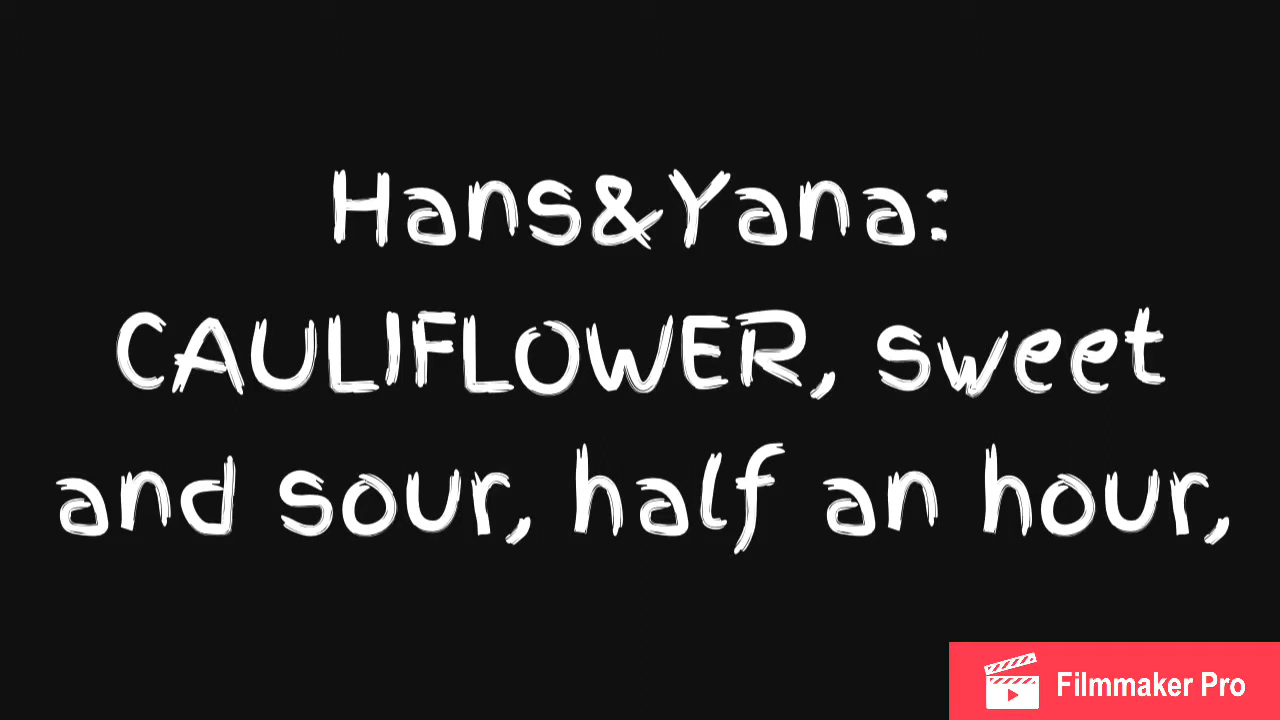 Hans&Yana:
CAULIFLOWER, sweet
and sour, half an hour,
Filmmaker Pro